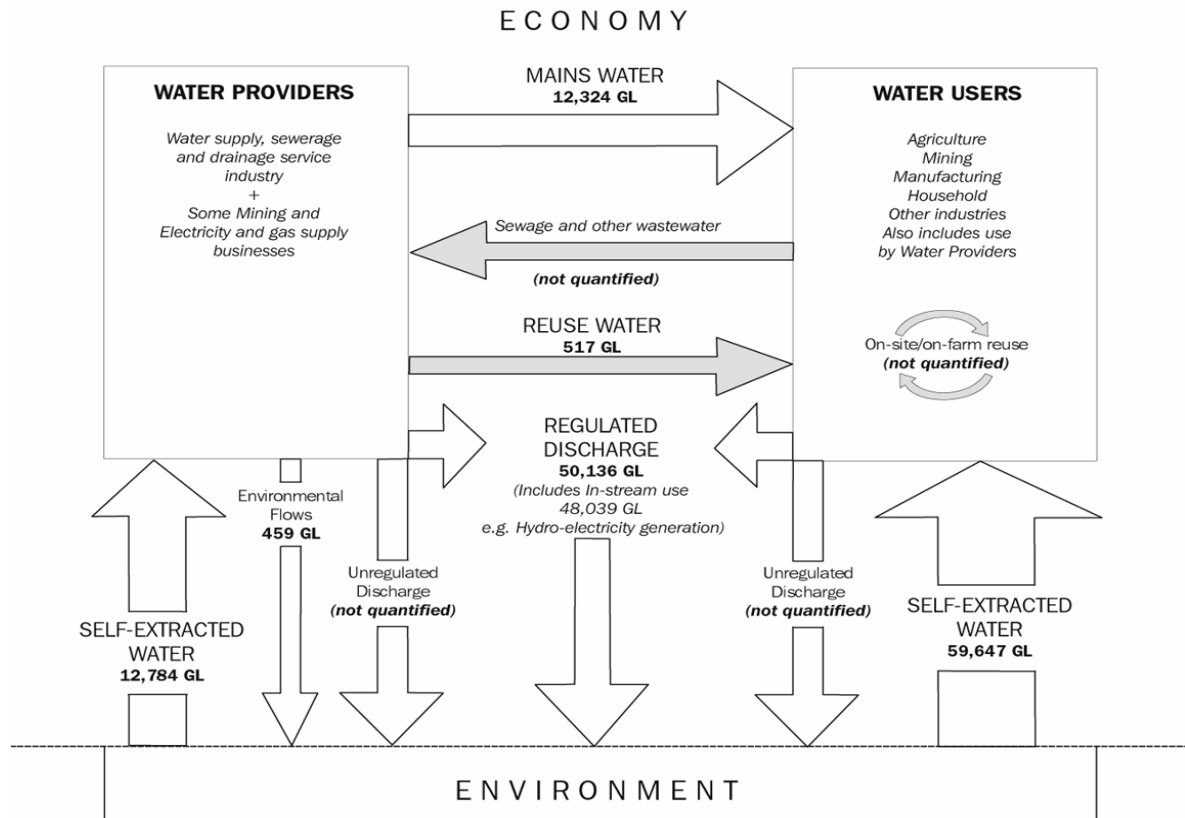 ECONOMY
WATER PROVIDERS
Water supply, sewerage
and drainage service
industry
+
Some Mining and
Electricity and gas supply
businesses
MAINS WATER
12,324 GL
WATER USERS
Agriculture
Mining
Manufacturing
Household
Other industries
Also includes use
by Water Providers
Sewage and other wastewater
(not quantified)
REUSE WATER
517 GL
On-site/on-farm reuse
(not quantified)
REGULATED
DISCHARGE
50,136 GL
(Includes In-stream use
48,039 GL
e.g. Hydro-electricity generation)
Environmental
Flows
459 GL
Unregulated
Discharge
(not quantified)
Unregulated
Discharge
(not quantified)
SELF-EXTRACTED
WATER
12,784 GL
SELF-EXTRACTED
WATER
59,647 GL
ENVIRONMENT